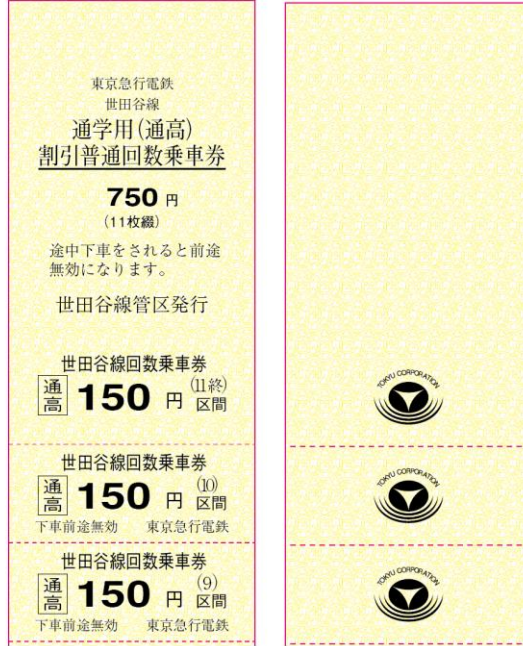 東京急行電鉄
世田谷線
通学用(通高)
割引普通回数乗車券
750 円
(11枚綴)
途中下車をされると前途
無効になります。
世田谷線管区発行
世田谷線回数乗車券
通高 150 円 (11終) 区間
世田谷線回数乗車券
通高 150 円 (10) 区間
下車前途無効 東京急行電鉄
世田谷線回数乗車券
通高 150 円 (9) 区間
下車前途無効 東京急行電鉄
TOKYU CORPORATION
TOKYU CORPORATION
TOKYU CORPORATION